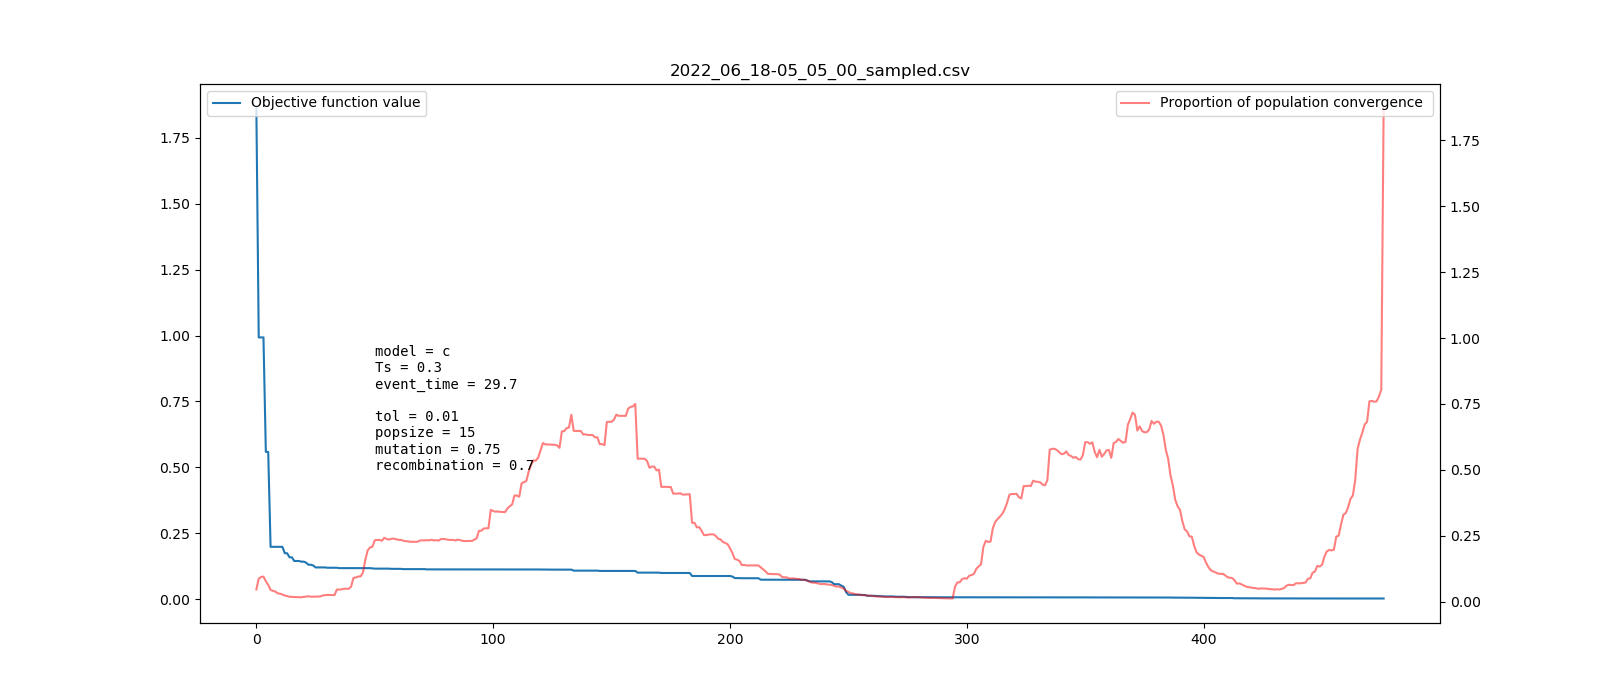 2022_06_18-05_05_00_sampled.csv
Objective function value
Proportion of population convergence
1.75
1.50
1.25
1.00
0.75
0.50
0.25
0.00
model = c
Ts = 0.3
event_time = 29.7
tol = 0.01
popsize = 15
mutation = 0.75
recombination = 0.7
1.75
1.50
1.25
1.00
0.75
0.50
0.25
0.00
0
100
200
300
400